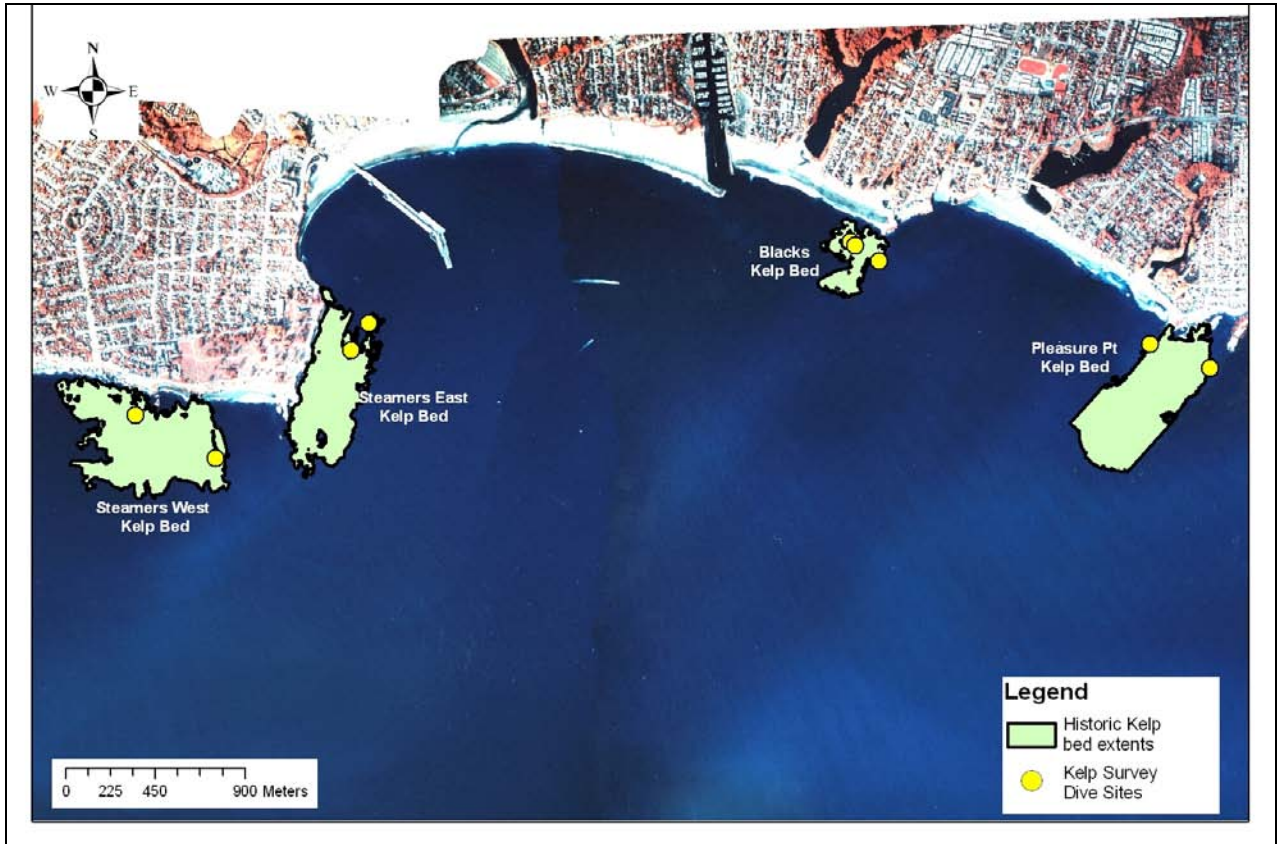 N
W E
S
Blacks
Kelp Bed
Pleasure Pt
Kelp Bed
Steamers East
Kelp Bed
Steamers West
Kelp Bed
Legend
Historic Kelp
bed extents
Kelp Survey
Dive Sites
0 225 450 900 Meters